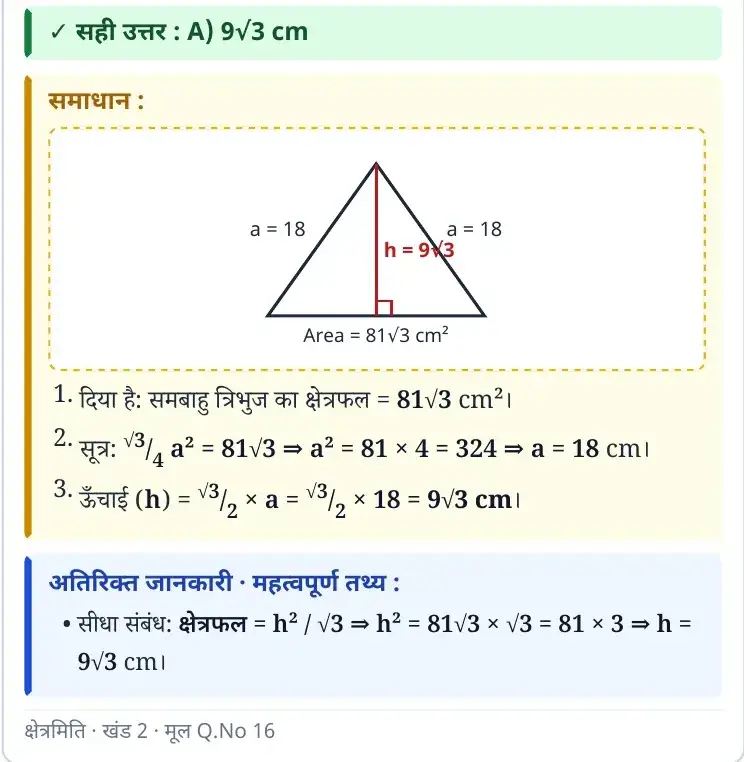 ✓ सही उत्तर : A) 9√3 cm
समाधान :
a = 18
a = 18
h = 9√3
Area = 81√3 cm²
1. दिया है: समबाहु त्रिभुज का क्षेत्रफल = 81√3 cm²।
2. सूत्र: √3/4 a² = 81√3 ⇒ a² = 81 × 4 = 324 ⇒ a = 18 cm।
3. ऊँचाई (h) = √3/2 × a = √3/2 × 18 = 9√3 cm।
अतिरिक्त जानकारी · महत्वपूर्ण तथ्य :
• सीधा संबंध: क्षेत्रफल = h² / √3 ⇒ h² = 81√3 × √3 = 81 × 3 ⇒ h =
9√3 cm।
क्षेत्रमिति · खंड 2 · मूल Q.No 16